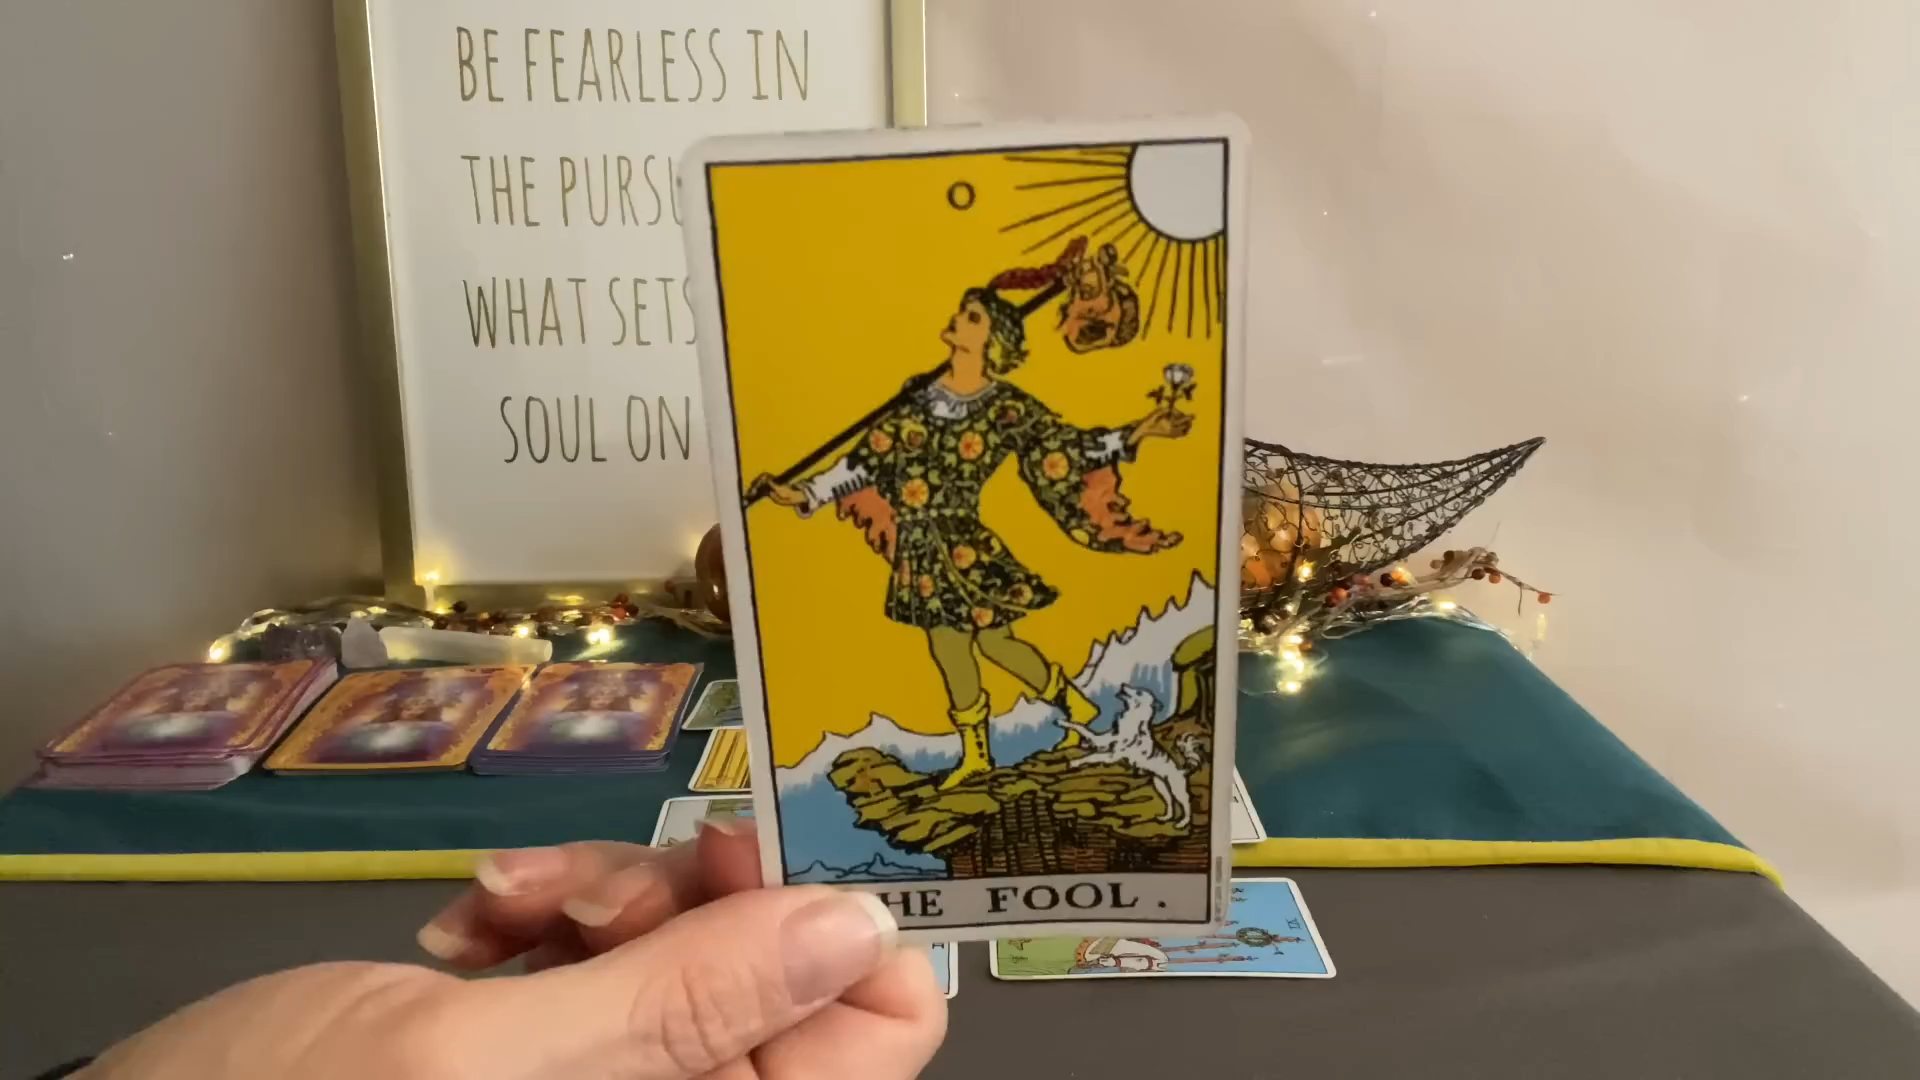 BE FEARLESS IN
THE PURSU
WHAT SETS
SOUL ON
0
HE FOOL.